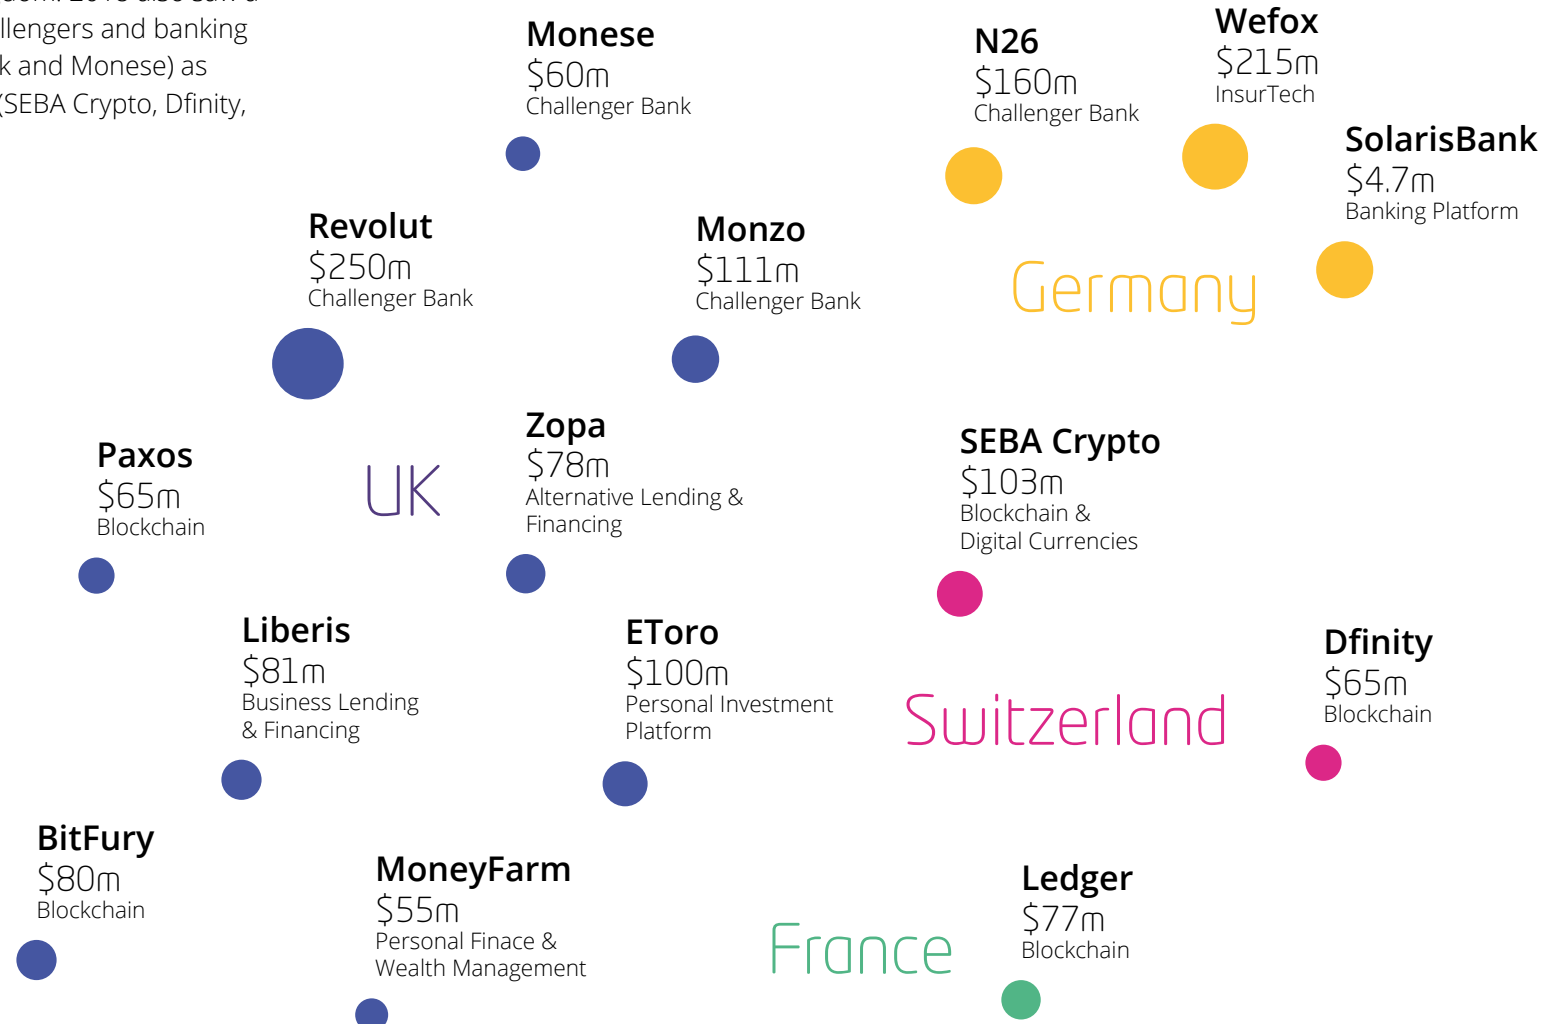 llengers and banking
k and Monese) as
(SEBA Crypto, Dfinity,
Monese
$60m
Challenger Bank
N26
$160m
Challenger Bank
Wefox
$215m
InsurTech
SolarisBank
$4.7m
Banking Platform
Revolut
$250m
Challenger Bank
Monzo
$111m
Challenger Bank
Germany
Paxos
$65m
Blockchain
UK
Zopa
$78m
Alternative Lending &
Financing
SEBA Crypto
$103m
Blockchain &
Digital Currencies
Liberis
$81m
Business Lending
& Financing
EToro
$100m
Personal Investment
Platform
Switzerland
Dfinity
$65m
Blockchain
BitFury
$80m
Blockchain
MoneyFarm
$55m
Personal Finace &
Wealth Management
France
Ledger
$77m
Blockchain